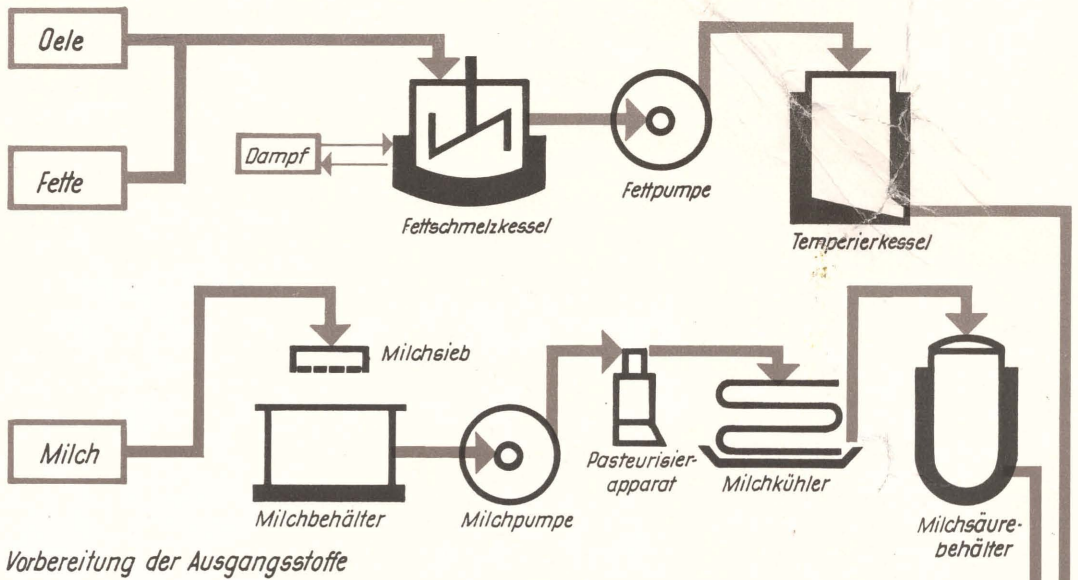 Oele
Fette
Dampf
Fettschmelzkessel
Fettpumpe
Temperierkessel
Milch
Milchsieb
Milchbehälter
Milchpumpe
Pasteurisier-
apparat
Milchkühler
Milchsäure-
behälter
Vorbereitung der Ausgangsstoffe